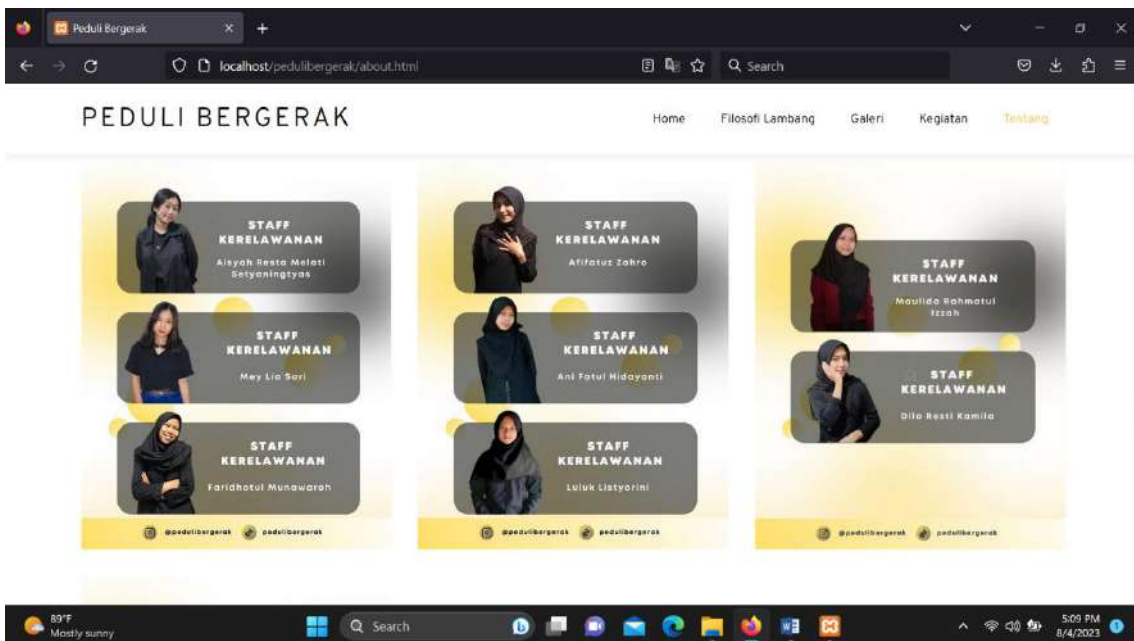 Peduli Bergerak
localhost/pedulibergerak/about.html
Search
PEDULI BERGERAK
Home Filosofi Lambang Galeri Kegiatan Tentang
STAFF
KERELAWANAN
Aisyah Resta Melati
Setyaningtyas
STAFF
KERELAWANAN
Mey Lia Sari
STAFF
KERELAWANAN
Faridhotul Munawaroh
@pedulibergerak pedulibergerak
STAFF
KERELAWANAN
Afifatuz Zahro
STAFF
KERELAWANAN
Ani Fatul Hidayanti
STAFF
KERELAWANAN
Luluk Listyorini
@pedulibergerak pedulibergerak
STAFF
KERELAWANAN
Maulida Rahmatul
Izzah
STAFF
KERELAWANAN
Dila Resti Kamila
@pedulibergerak pedulibergerak
89°F
Mostly sunny
Search
5:09 PM
8/4/2023